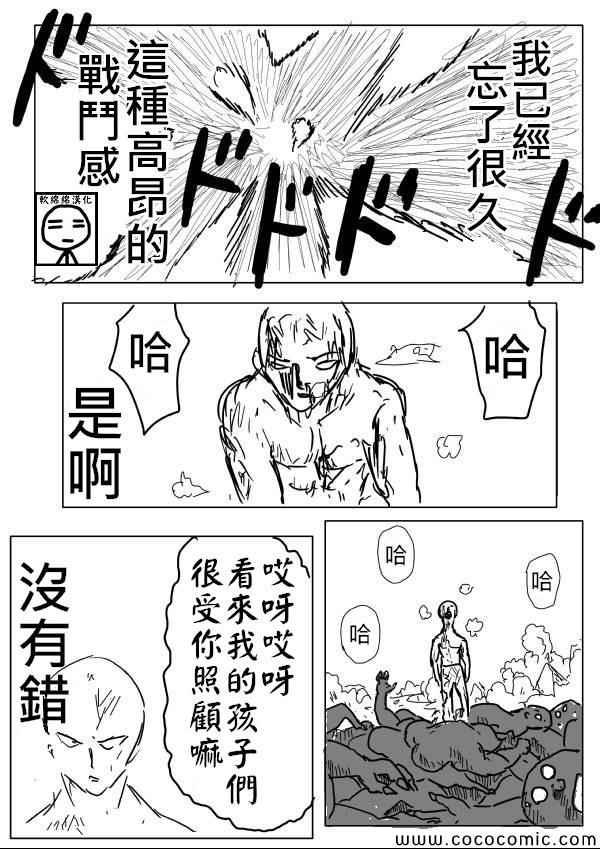 我已經
忘了很久
這種高昂的
戰鬥感
軟綿綿漢化
ド
ド
ド
ド
ド
哈
哈
是啊
哈
哈
哈
哎呀哎呀
看來我的孩子們
很受你照顧嘛
沒有錯
www.cococomic.com